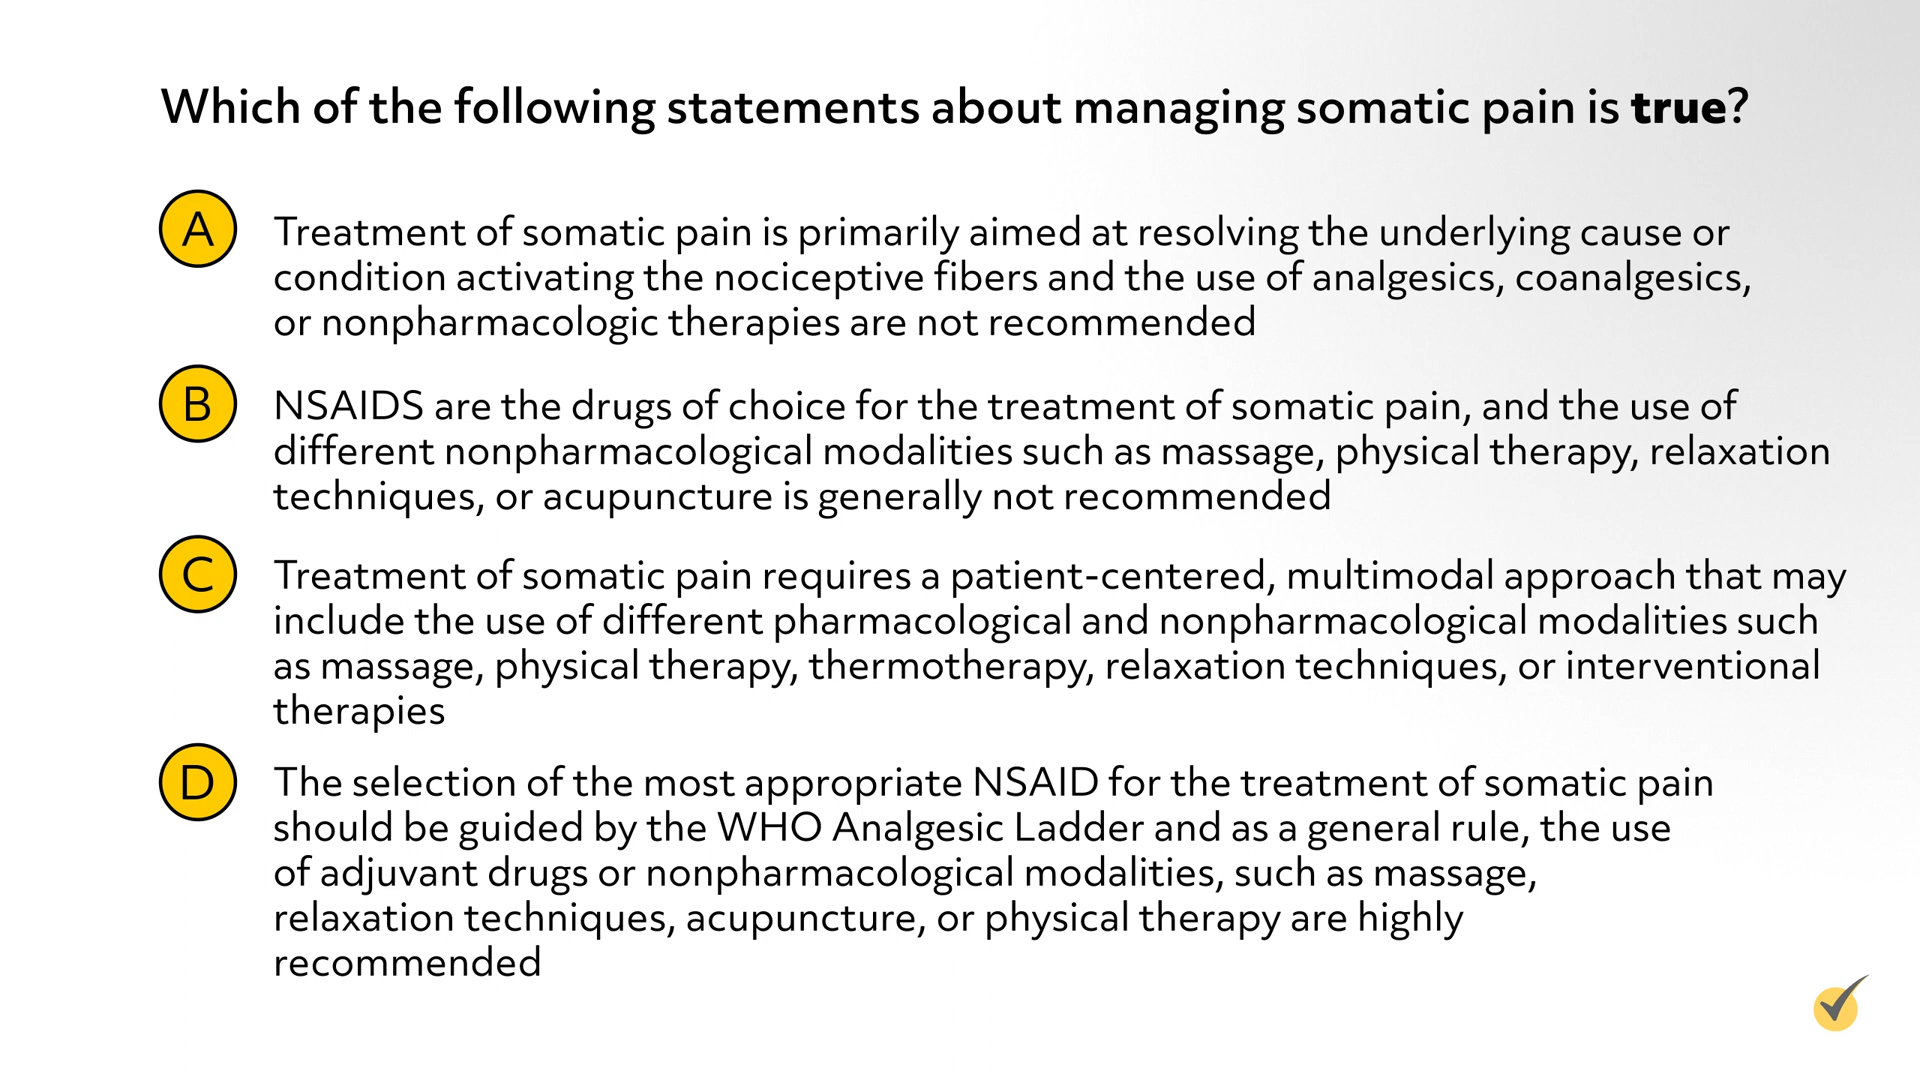 Which of the following statements about managing somatic pain is true?
A
Treatment of somatic pain is primarily aimed at resolving the underlying cause or
condition activating the nociceptive fibers and the use of analgesics, coanalgesics,
or nonpharmacologic therapies are not recommended
B
NSAIDS are the drugs of choice for the treatment of somatic pain, and the use of
different nonpharmacological modalities such as massage, physical therapy, relaxation
techniques, or acupuncture is generally not recommended
C
Treatment of somatic pain requires a patient-centered, multimodal approach that may
include the use of different pharmacological and nonpharmacological modalities such
as massage, physical therapy, thermotherapy, relaxation techniques, or interventional
therapies
D
The selection of the most appropriate NSAID for the treatment of somatic pain
should be guided by the WHO Analgesic Ladder and as a general rule, the use
of adjuvant drugs or nonpharmacological modalities, such as massage,
relaxation techniques, acupuncture, or physical therapy are highly
recommended